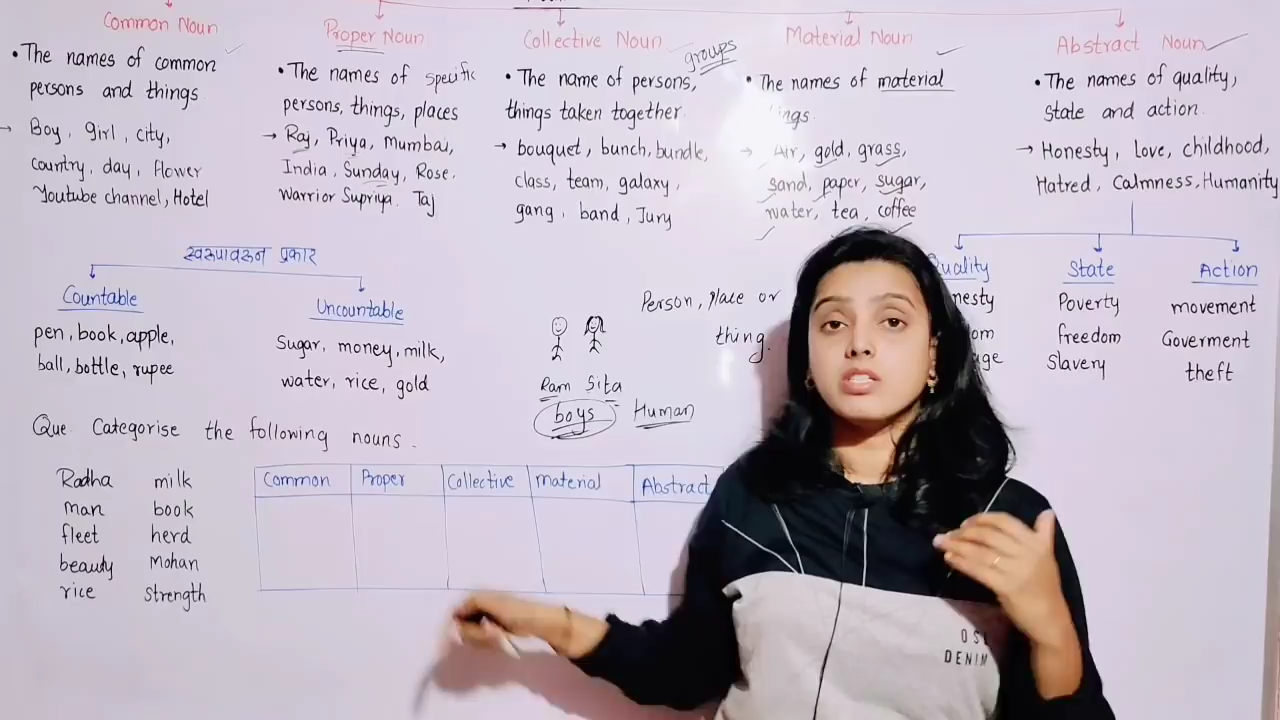 Common Noun
• The names of common
persons and things
→ Boy, girl, city,
country, day, flower
Youtube channel, Hotel
Proper Noun
• The names of specific
persons, things, places
→ Raj, Priya, Mumbai,
India, Sunday, Rose.
Warrior Supriya. Taj
Collective Noun
groups
• The name of persons,
things taken together.
→ bouquet, bunch, bundle,
class, team, galaxy,
gang, band, Jury
Material Noun
• The names of material
→ Air, gold, grass,
sand, paper, sugar,
water, tea, coffee
Abstract Noun
• The names of quality,
State and action.
→ Honesty, Love, childhood,
Hatred, Calmness, Humanity
Quality
State
Poverty
freedom
Slavery
Action
movement
Goverment
theft
स्वरूपावरून प्रकार
Countable
pen, book, apple,
ball, bottle, rupee
Uncountable
Sugar, money, milk,
water, rice, gold
Person, Place or
thing.
Ram Sita
boys Human
Que. Categorise the following nouns.
Radha milk
man book
fleet herd
beauty Mohan
rice strength
Common Proper Collective material Abstract
DENIM